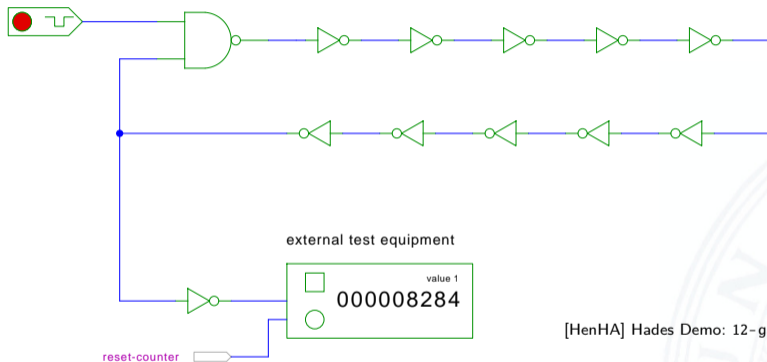 external test equipment
value 1
000008284
[HenHA] Hades Demo: 12-g
reset-counter